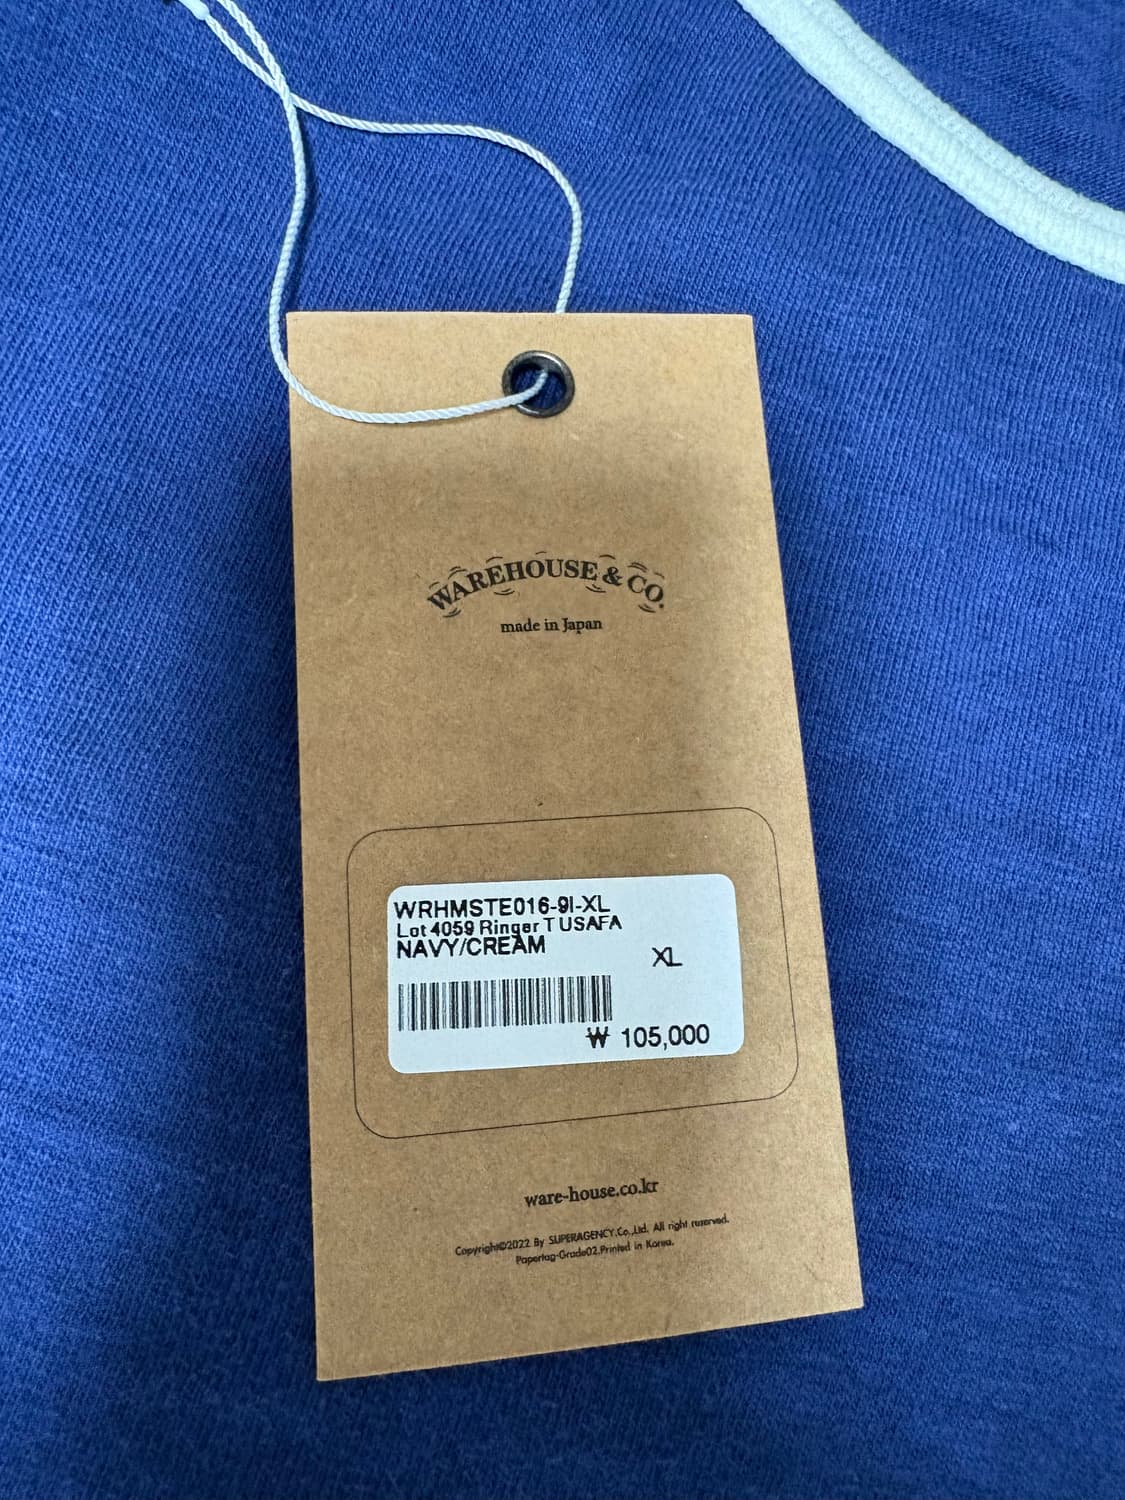 WAREHOUSE & CO.
made in Japan
WRHMSTE016-9I-XL
Lot 4059 Ringer T USAFA
NAVY/CREAM
XL
₩ 105,000
ware-house.co.kr
Copyright©2022 By SUPERAGENCY.Co.,Ltd. All right reserved.
Papertag-Grade02.Printed in Korea.